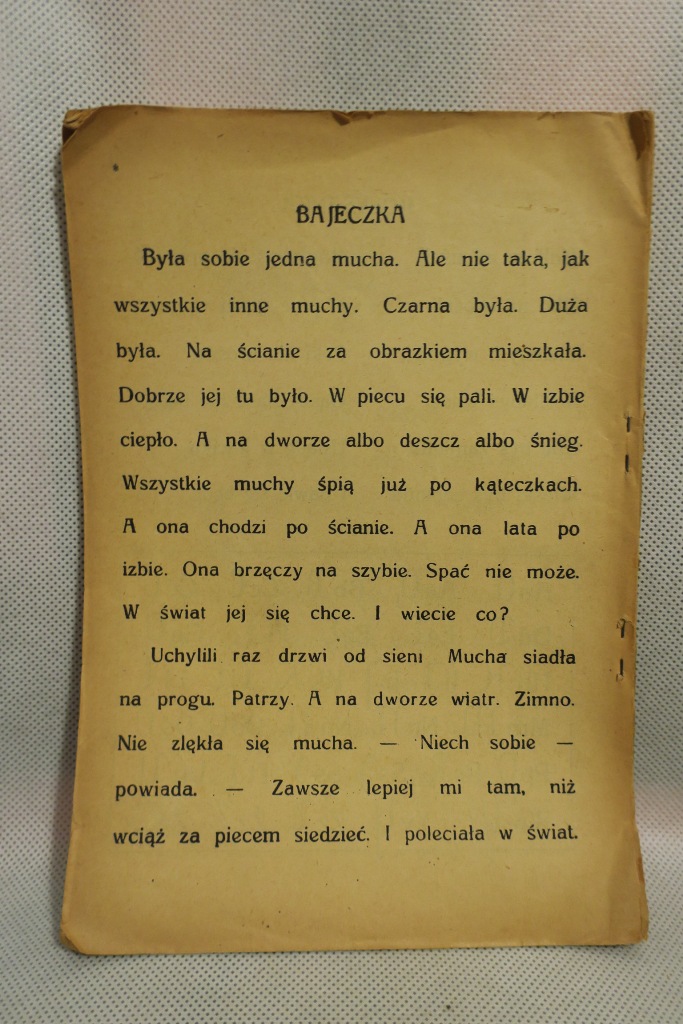 BAJECZKA
Była sobie jedna mucha. Ale nie taka, jak
wszystkie inne muchy. Czarna była. Duża
była. Na ścianie za obrazkiem mieszkała.
Dobrze jej tu było. W piecu się pali. W izbie
ciepło. A na dworze albo deszcz albo śnieg.
Wszystkie muchy śpią już po kąteczkach.
A ona chodzi po ścianie. A ona lata po
izbie. Ona brzęczy na szybie. Spać nie może.
W świat jej się chce. I wiecie co?
Uchylili raz drzwi od sieni Mucha siadła
na progu. Patrzy. A na dworze wiatr. Zimno.
Nie zlękła się mucha. — Niech sobie —
powiada. — Zawsze lepiej mi tam, niż
wciąż za piecem siedzieć. I poleciała w świat.